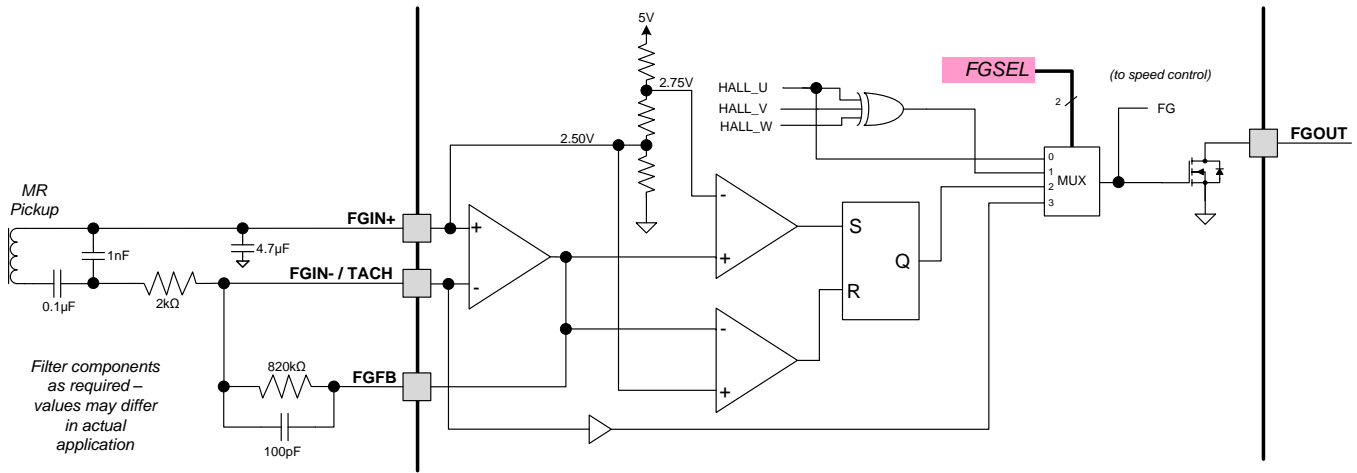 5V
2.75V
2.50V
FGSEL
2
(to speed control)
FG
HALL_U
HALL_V
HALL_W
FGOUT
0
1
2
3
MUX
MR
Pickup
FGIN+
1nF
4.7µF
FGIN- / TACH
0.1µF
2kΩ
+
-
-
+
-
+
S
R
Q
820kΩ
FGFB
100pF
Filter components
as required –
values may differ
in actual
application